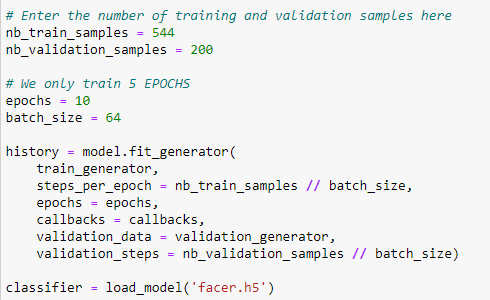 # Enter the number of training and validation samples here
nb_train_samples = 544
nb_validation_samples = 200
# We only train 5 EPOCHS
epochs = 10
batch_size = 64
history = model.fit_generator(
    train_generator,
    steps_per_epoch = nb_train_samples // batch_size,
    epochs = epochs,
    callbacks = callbacks,
    validation_data = validation_generator,
    validation_steps = nb_validation_samples // batch_size)
classifier = load_model('facer.h5')